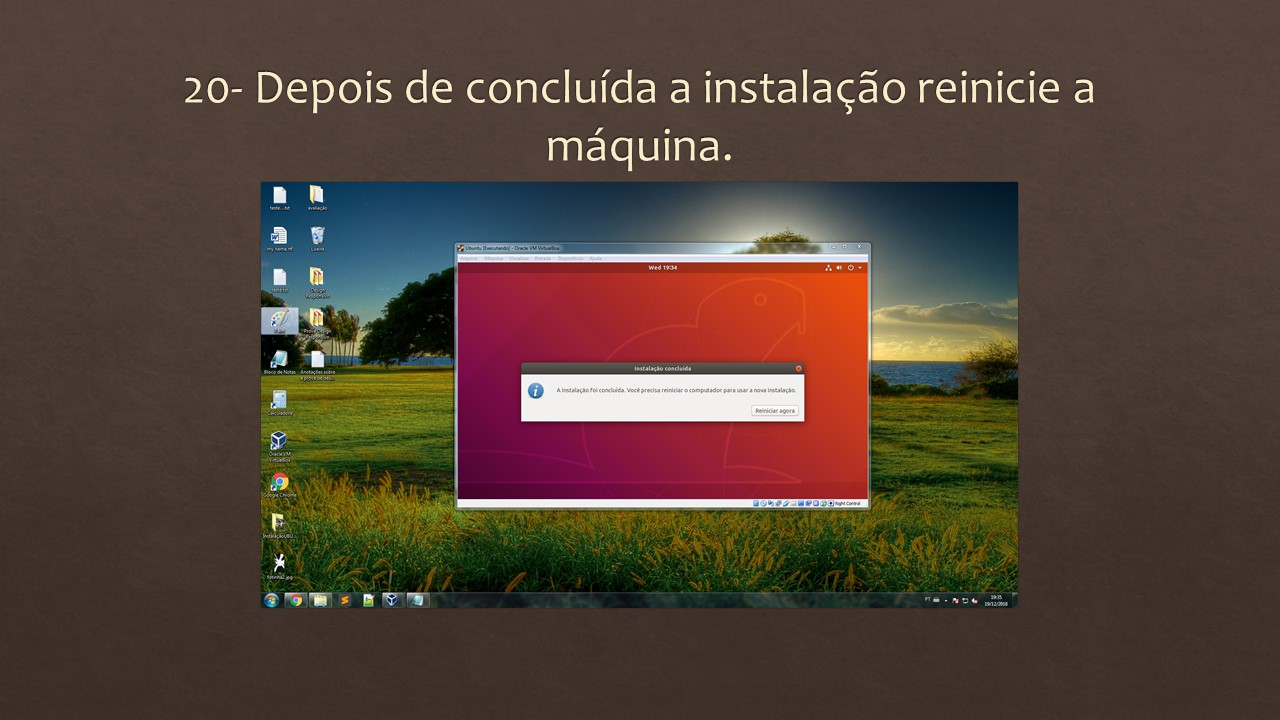 20- Depois de concluída a instalação reinicie a
máquina.
teste....txt
avaliação
my name.rtf
Lixeira
teste.txt
Design
Paint
Bloco de Notas
Anotações sobre
Calculadora
Oracle VM
VirtualBox
Google Chrome
fotinha2.jpg
Ubuntu [Executando] - Oracle VM VirtualBox
Arquivo Máquina Visualizar Entrada Dispositivos Ajuda
Wed 19:34
Instalação concluída
A instalação foi concluída. Você precisa reiniciar o computador para usar a nova instalação.
Reiniciar agora
Right Control
PT
19:35
19/12/2018